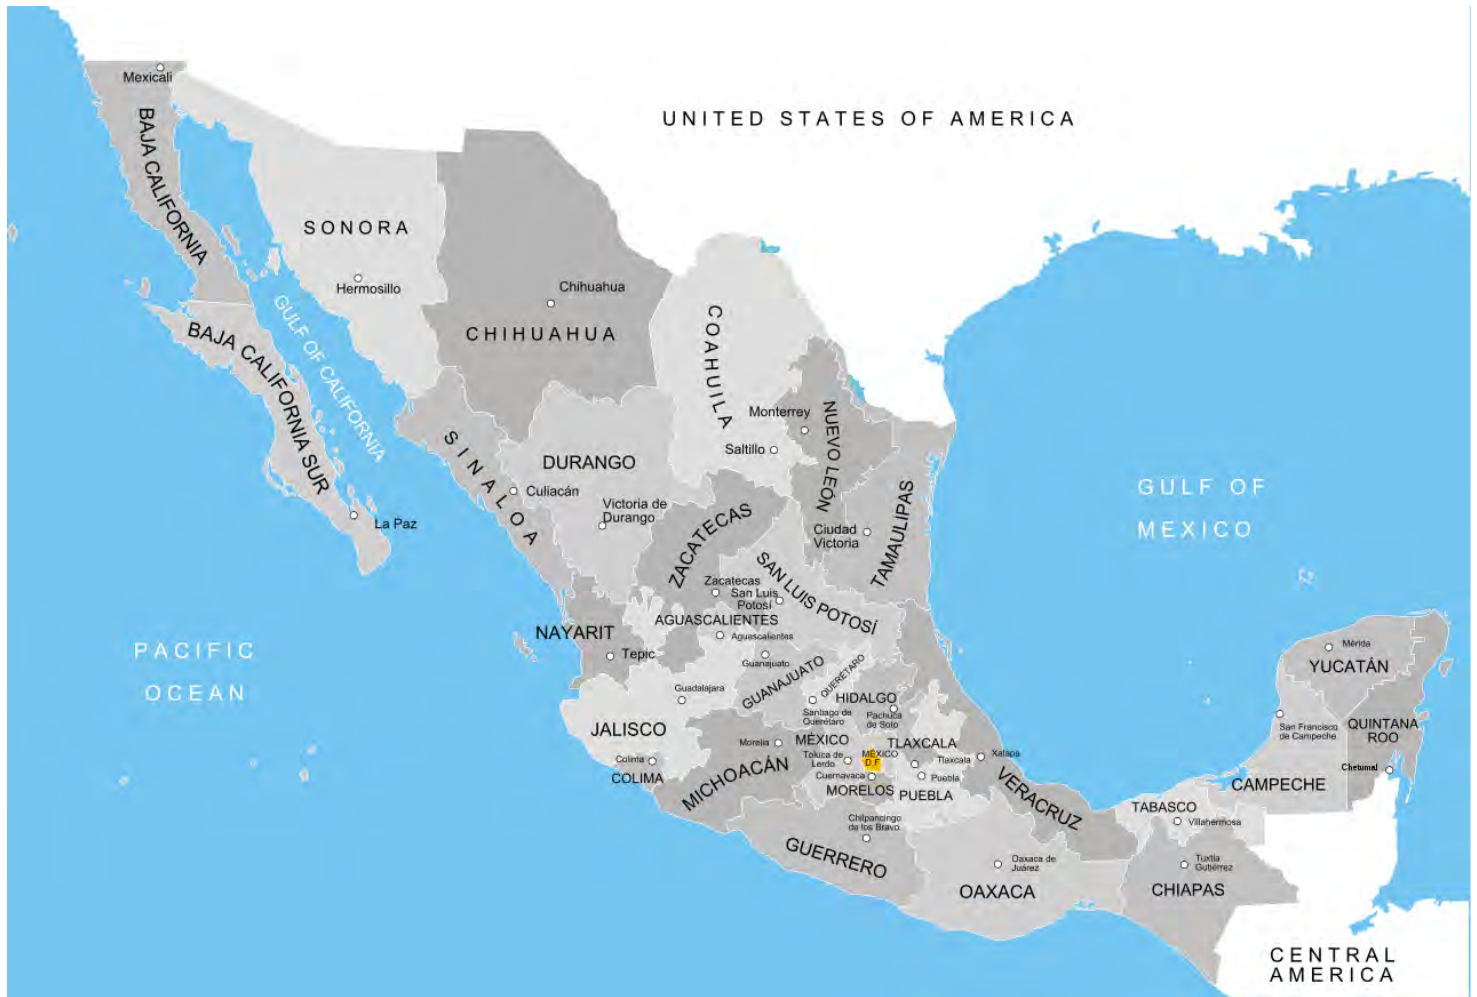 UNITED STATES OF AMERICA
Mexicali
BAJA CALIFORNIA
SONORA
Hermosillo
GULF OF CALIFORNIA
Chihuahua
CHIHUAHUA
COAHUILA
BAJA CALIFORNIA SUR
La Paz
SINALOA
Culiacán
DURANGO
Victoria de
Durango
Monterrey
Saltillo
NUEVO LEÓN
Ciudad
Victoria
TAMAULIPAS
GULF OF
MEXICO
ZACATECAS
Zacatecas
SAN LUIS POTOSÍ
San Luis
Potosí
AGUASCALIENTES
Aguascalientes
NAYARIT
Tepic
PACIFIC
OCEAN
Guanajuato
GUANAJUATO
QUERÉTARO
Santiago de
Querétaro
HIDALGO
Pachuca
de Soto
Guadalajara
JALISCO
Colima
COLIMA
Morelia
MICHOACÁN
MÉXICO
Toluca de
Lerdo
MÉXICO
D.F
TLAXCALA
Tlaxcala
Cuernavaca
MORELOS
Puebla
PUEBLA
Xalapa
VERACRUZ
Chilpancingo
de los Bravo
GUERRERO
Oaxaca de
Juárez
OAXACA
TABASCO
Villahermosa
Tuxtla
Gutiérrez
CHIAPAS
Mérida
YUCATÁN
San Francisco
de Campeche
CAMPECHE
QUINTANA
ROO
Chetumal
CENTRAL
AMERICA